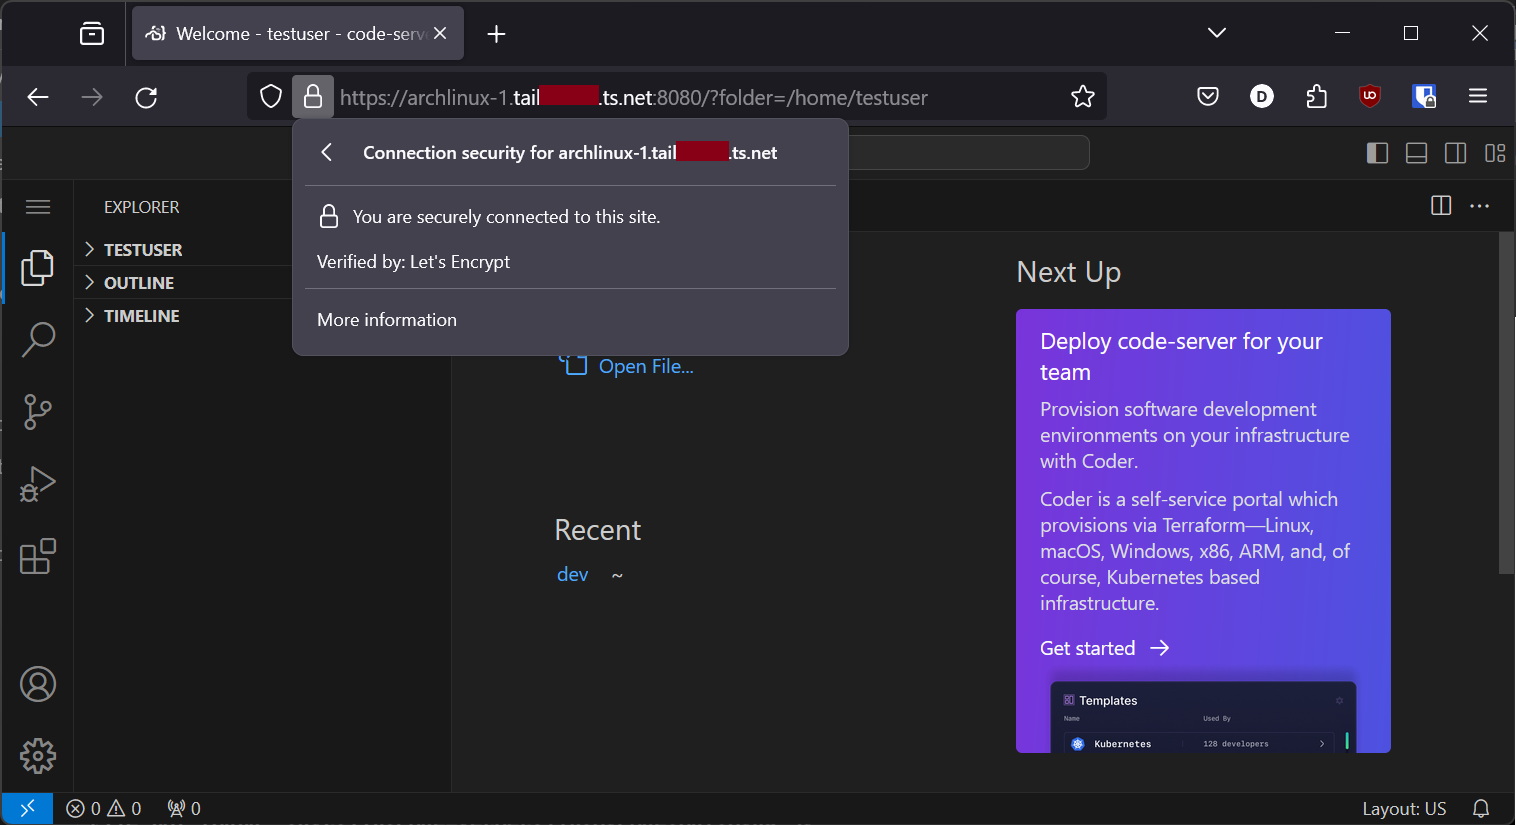 Welcome - testuser - code-serv
https://archlinux-1.tail .ts.net:8080/?folder=/home/testuser
D
Connection security for archlinux-1.tail .ts.net
You are securely connected to this site.
Verified by: Let's Encrypt
More information
EXPLORER
TESTUSER
OUTLINE
TIMELINE
Open File...
Recent
dev ~
Next Up
Deploy code-server for your
team
Provision software development
environments on your infrastructure
with Coder.
Coder is a self-service portal which
provisions via Terraform—Linux,
macOS, Windows, x86, ARM, and, of
course, Kubernetes based
infrastructure.
Get started
Templates
Name Used By
Kubernetes 128 developers
0 0 0
Layout: US